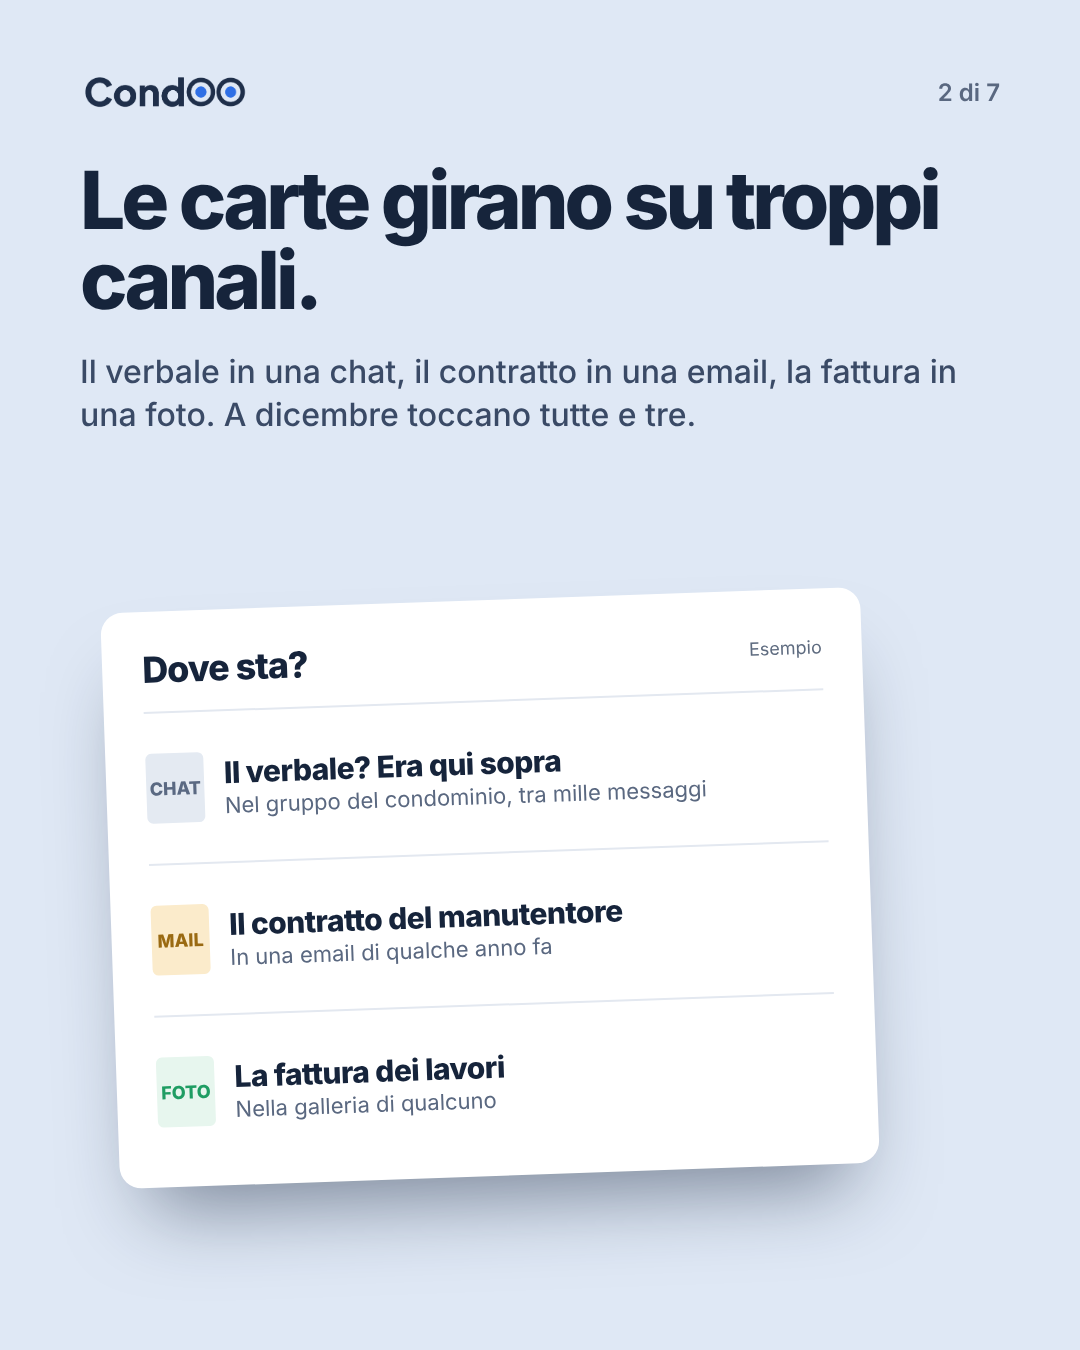 Condoo
2 di 7
Le carte girano su troppi
canali.
Il verbale in una chat, il contratto in una email, la fattura in
una foto. A dicembre toccano tutte e tre.
Dove sta?
Esempio
CHAT
Il verbale? Era qui sopra
Nel gruppo del condominio, tra mille messaggi
MAIL
Il contratto del manutentore
In una email di qualche anno fa
FOTO
La fattura dei lavori
Nella galleria di qualcuno